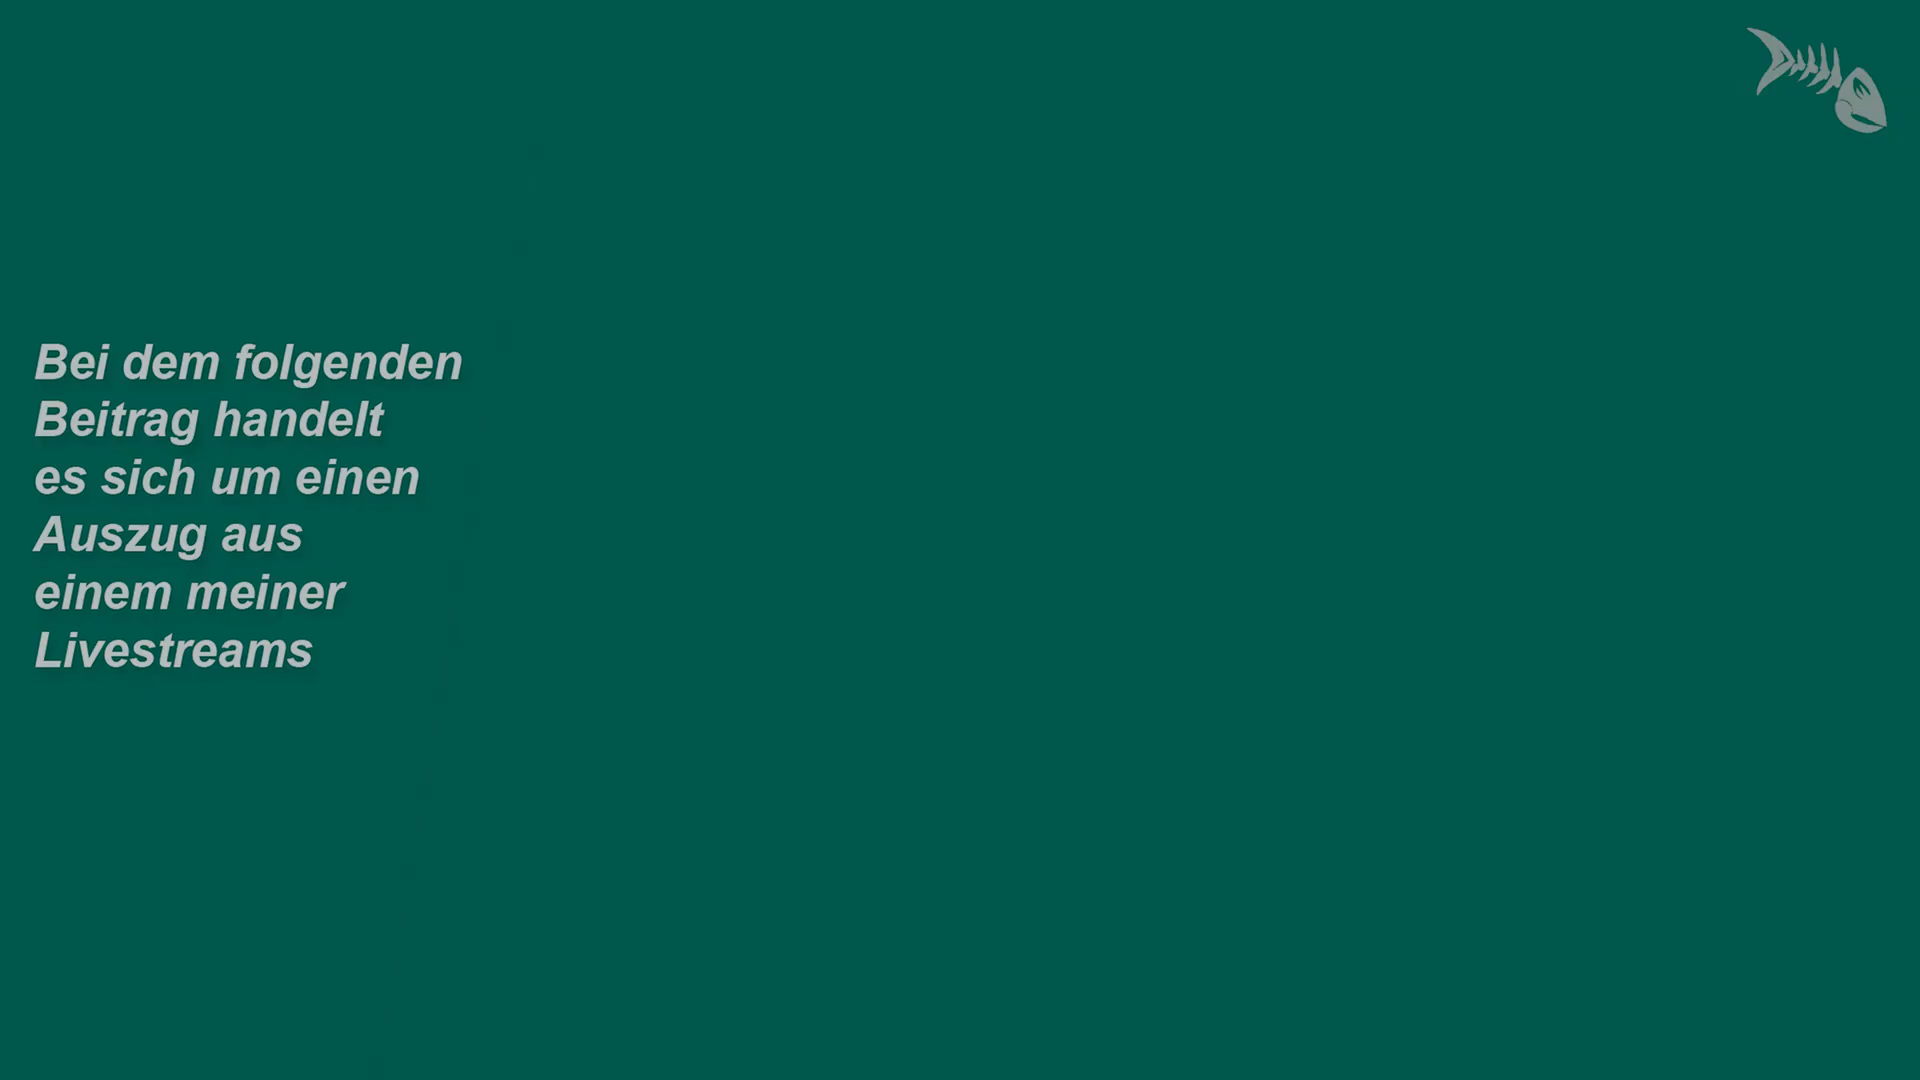 Bei dem folgenden
Beitrag handelt
es sich um einen
Auszug aus
einem meiner
Livestreams